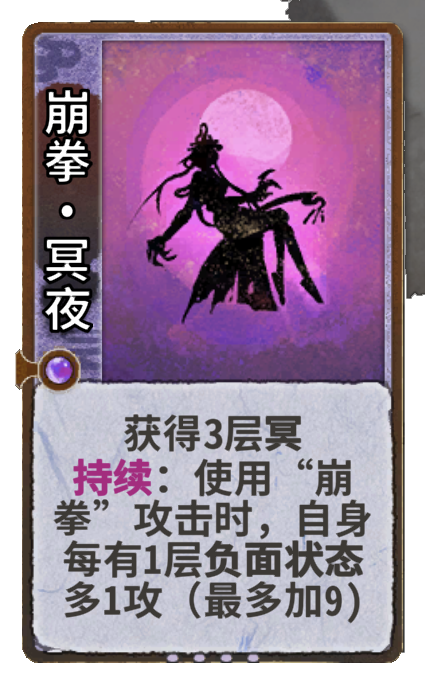 崩拳·冥夜
获得3层冥
持续：使用“崩
拳”攻击时，自身
每有1层负面状态
多1攻（最多加9）